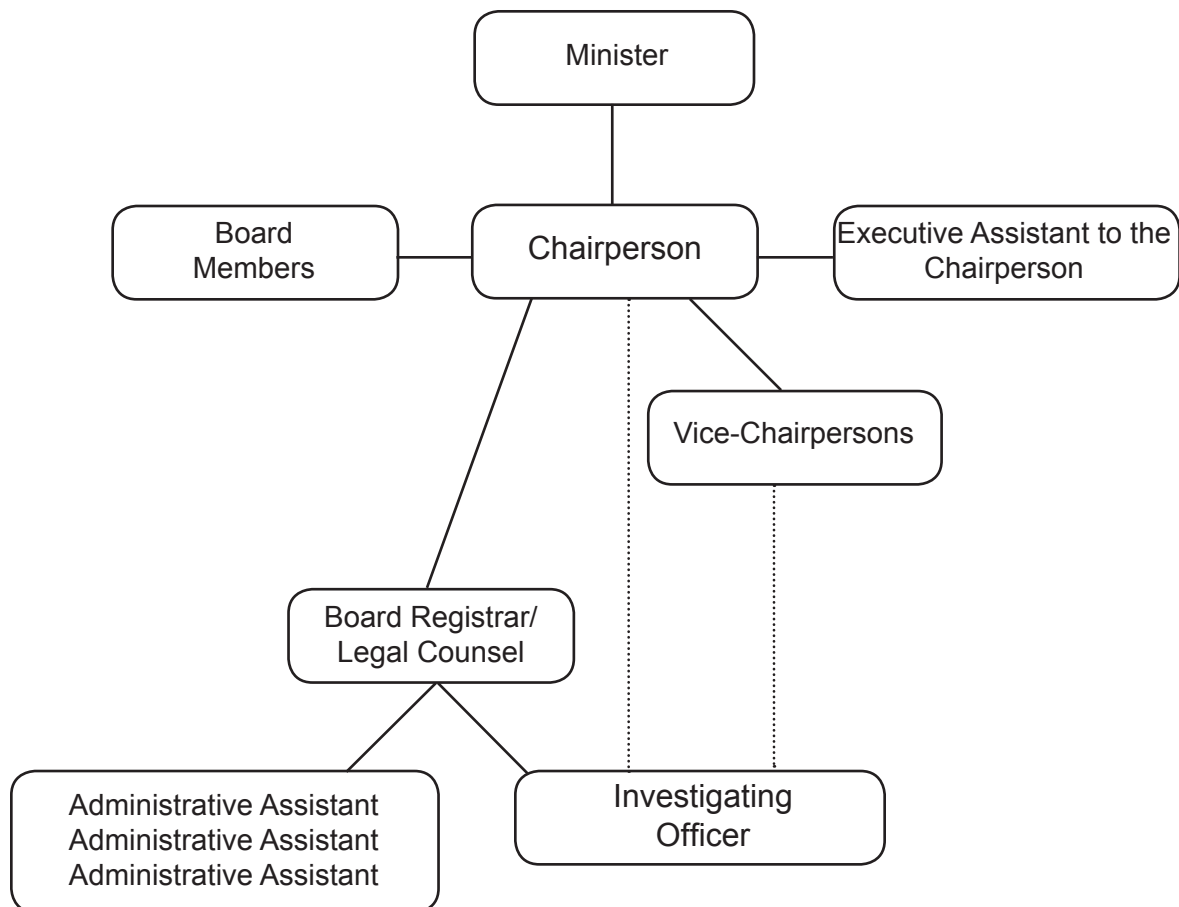 Minister
Board
Members
Chairperson
Executive Assistant to the
Chairperson
Vice-Chairpersons
Board Registrar/
Legal Counsel
Administrative Assistant
Administrative Assistant
Administrative Assistant
Investigating
Officer